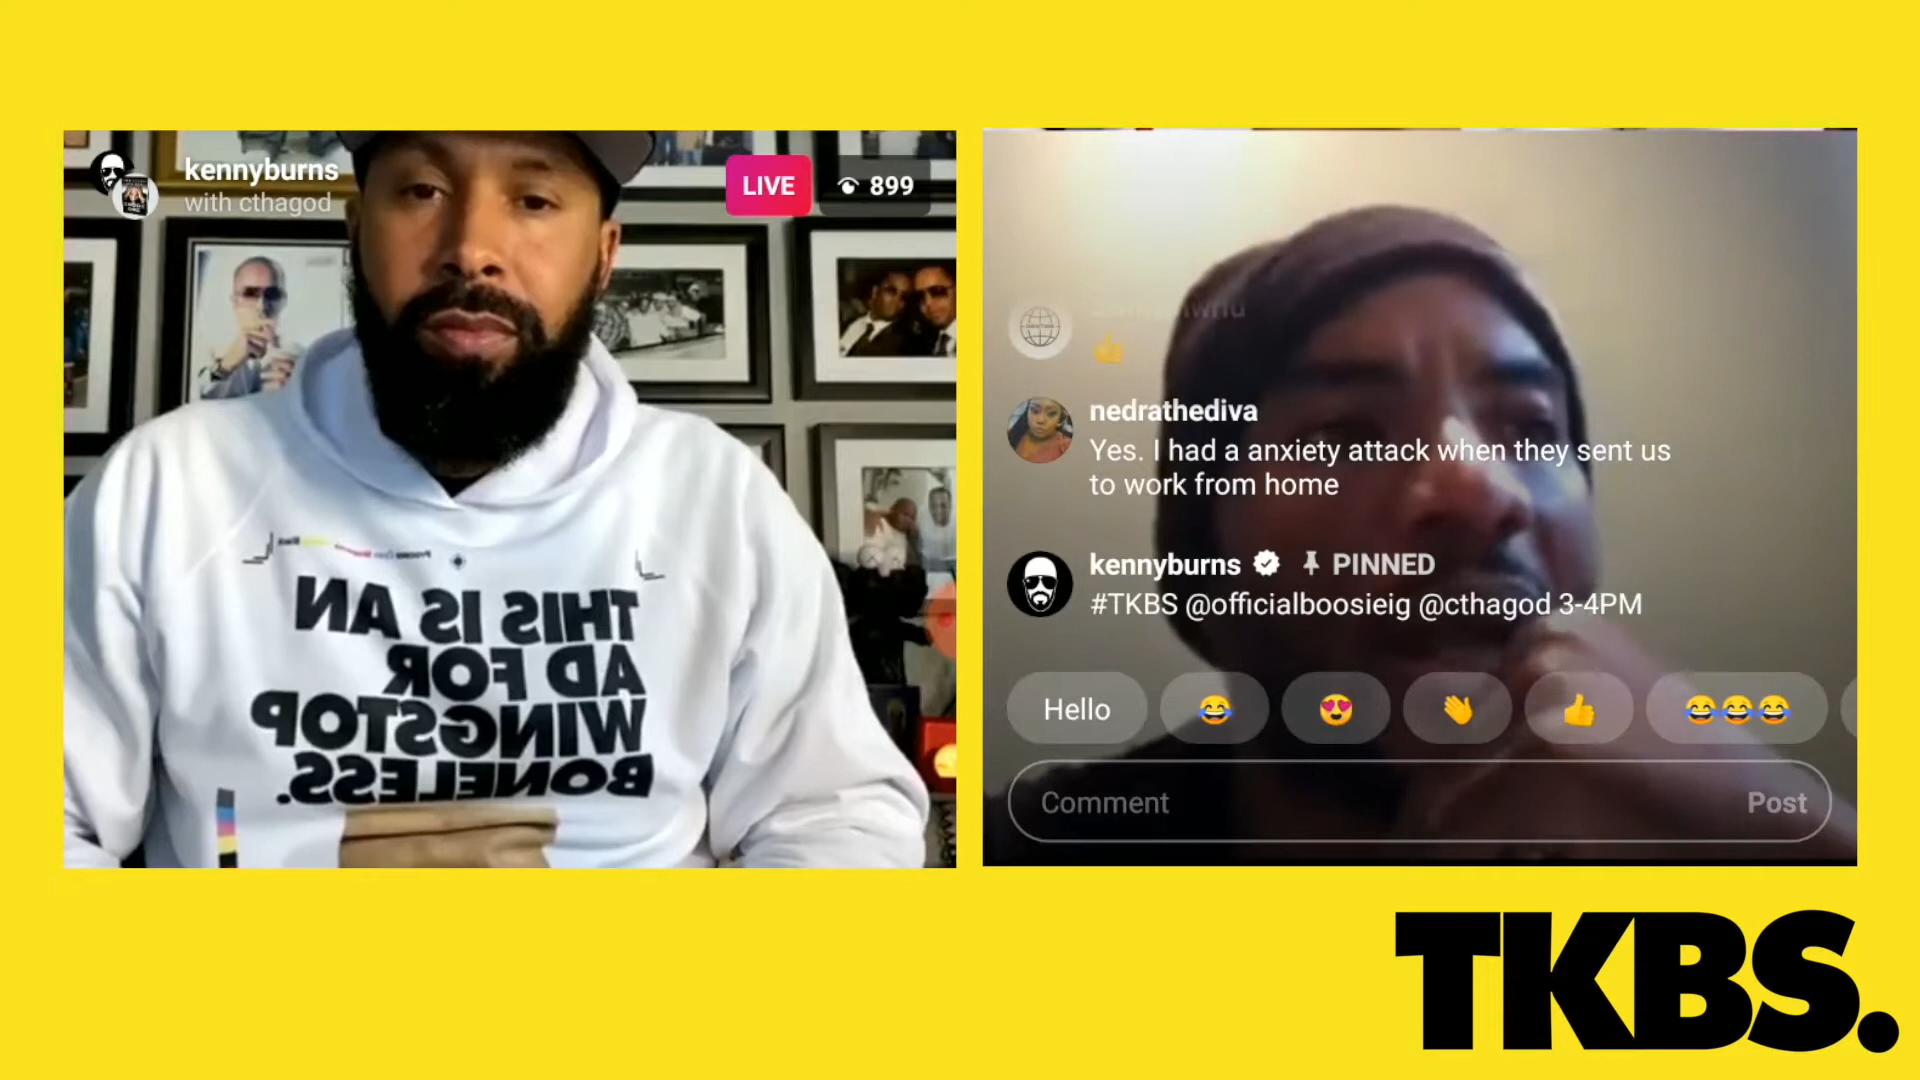 kennyburns
with cthagod
LIVE
899
THIS IS AN
AD FOR
WINGSTOP
BONELESS.
nedrathediva
Yes. I had a anxiety attack when they sent us
to work from home
kennyburns PINNED
#TKBS @officialboosieig @cthagod 3-4PM
Hello
Comment Post
TKBS.